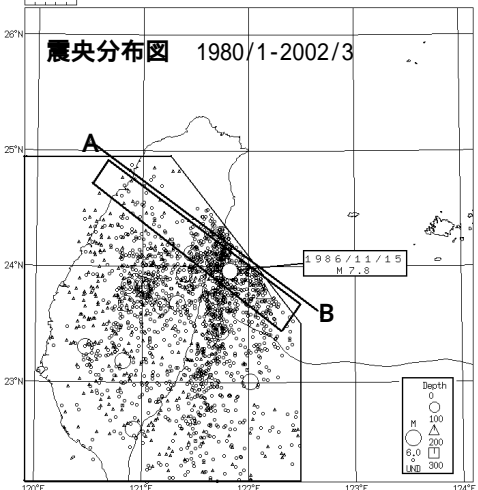 震央分布図 1980/1-2002/3
26°N
25°N
A
1986/11/15
M 7.8
24°N
B
23°N
Depth
0
100
200
300
M
6.0
UND
120°E
121°E
122°E
123°E
124°E